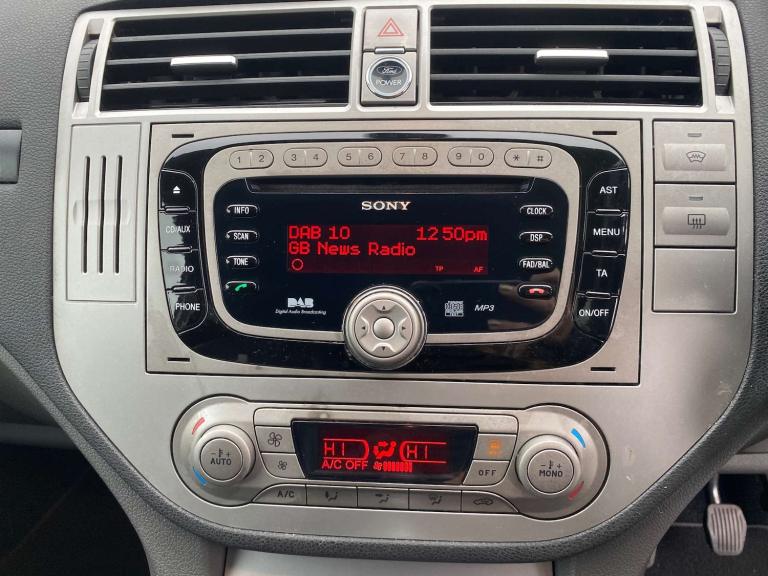 Ford
POWER
1 2 3 4 5 6 7 8 9 0 * #
SONY
CD/AUX
RADIO
PHONE
INFO
SCAN
TONE
DAB 10 12 50pm
GB News Radio
TP AF
CLOCK
DSP
FAD/BAL
AST
MENU
TA
ON/OFF
DAB
Digital Audio Broadcasting
MP3
- +
AUTO
HI HI
A/C OFF
OFF
- +
MONO
A/C